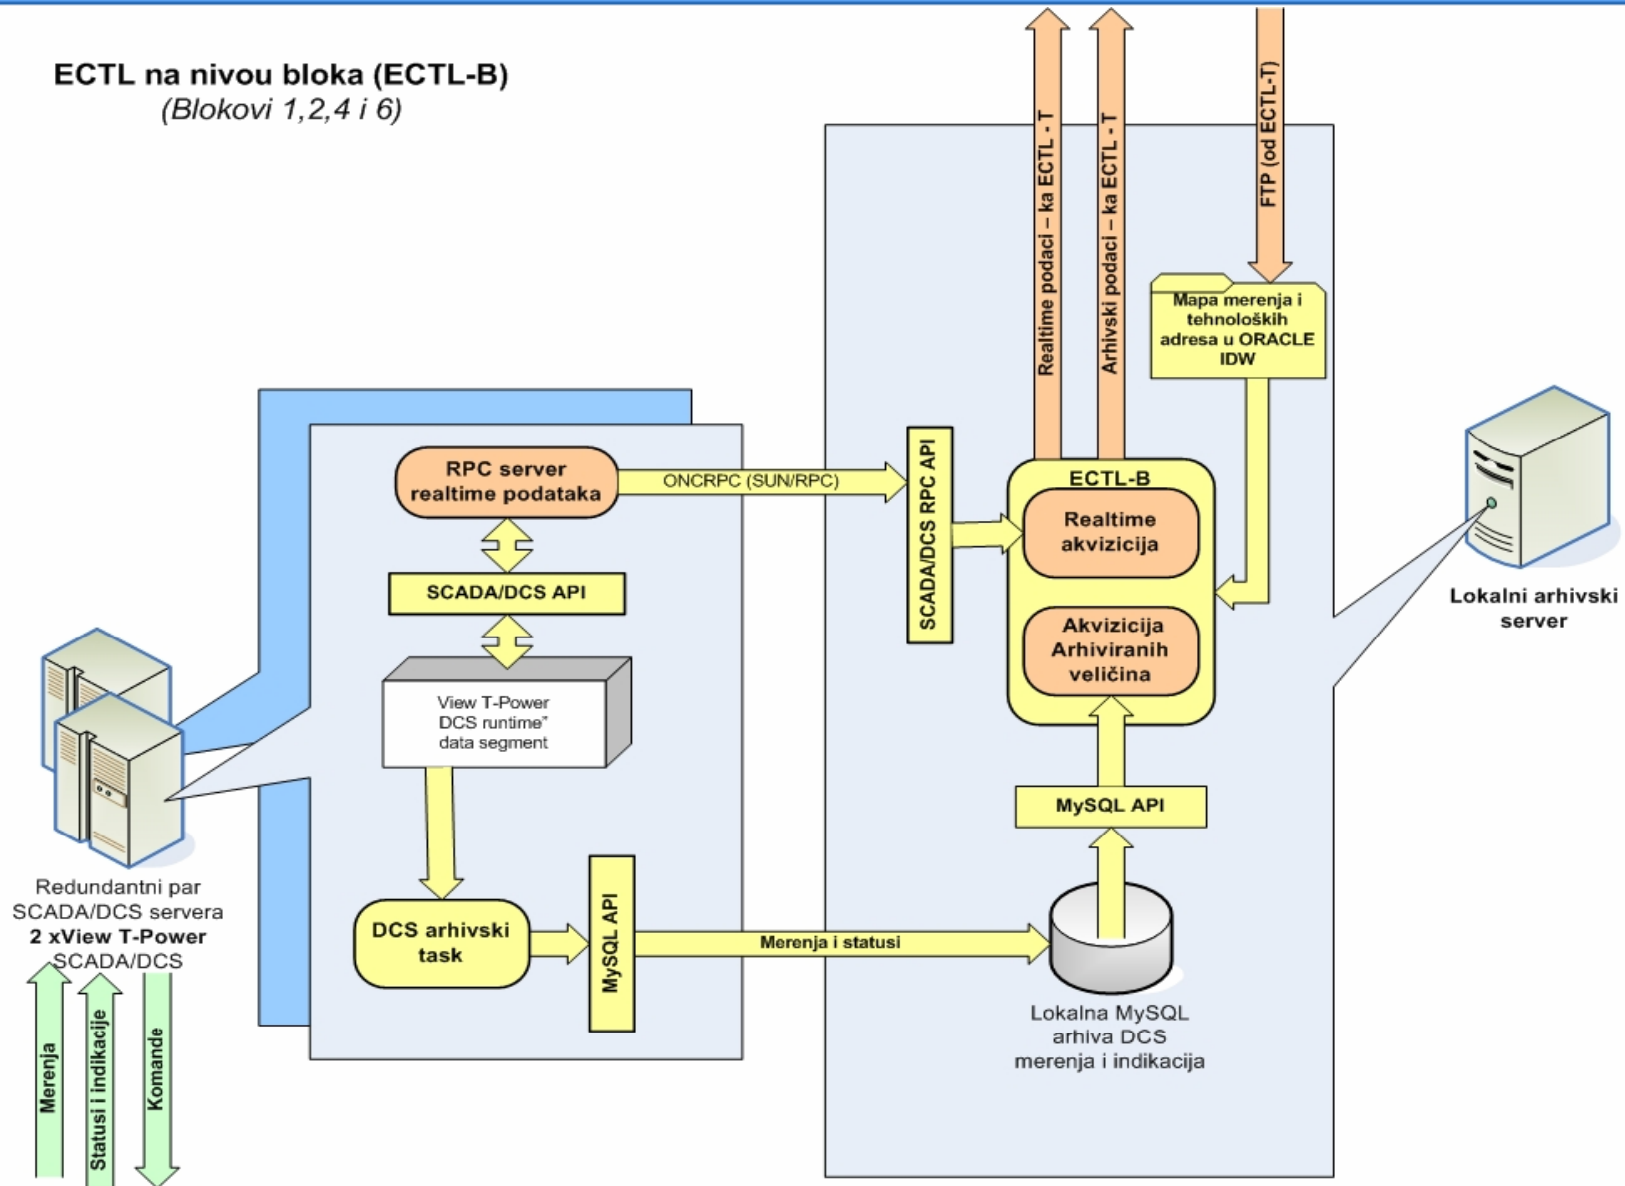 ECTL na nivou bloka (ECTL-B)
(Blokovi 1,2,4 i 6)
Realtime podaci – ka ECTL - T
Arhivski podaci – ka ECTL - T
FTP (od ECTL-T)
Mapa merenja i
tehnoloških
adresa u ORACLE
IDW
RPC server
realtime podataka
ONCRPC (SUN/RPC)
SCADA/DCS RPC API
ECTL-B
Realtime
akvizicija
SCADA/DCS API
Akvizicija
Arhiviranih
veličina
Lokalni arhivski
server
View T-Power
DCS runtime"
data segment
MySQL API
Redundantni par
SCADA/DCS servera
2 xView T-Power
SCADA/DCS
DCS arhivski
task
MySQL API
Merenja i statusi
Lokalna MySQL
arhiva DCS
merenja i indikacija
Merenja
Statusi i indikacije
Komande